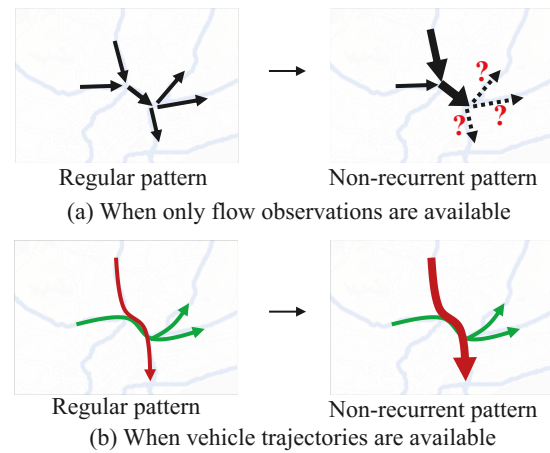 ?
?
?
Regular pattern
Non-recurrent pattern
(a) When only flow observations are available
Regular pattern
Non-recurrent pattern
(b) When vehicle trajectories are available